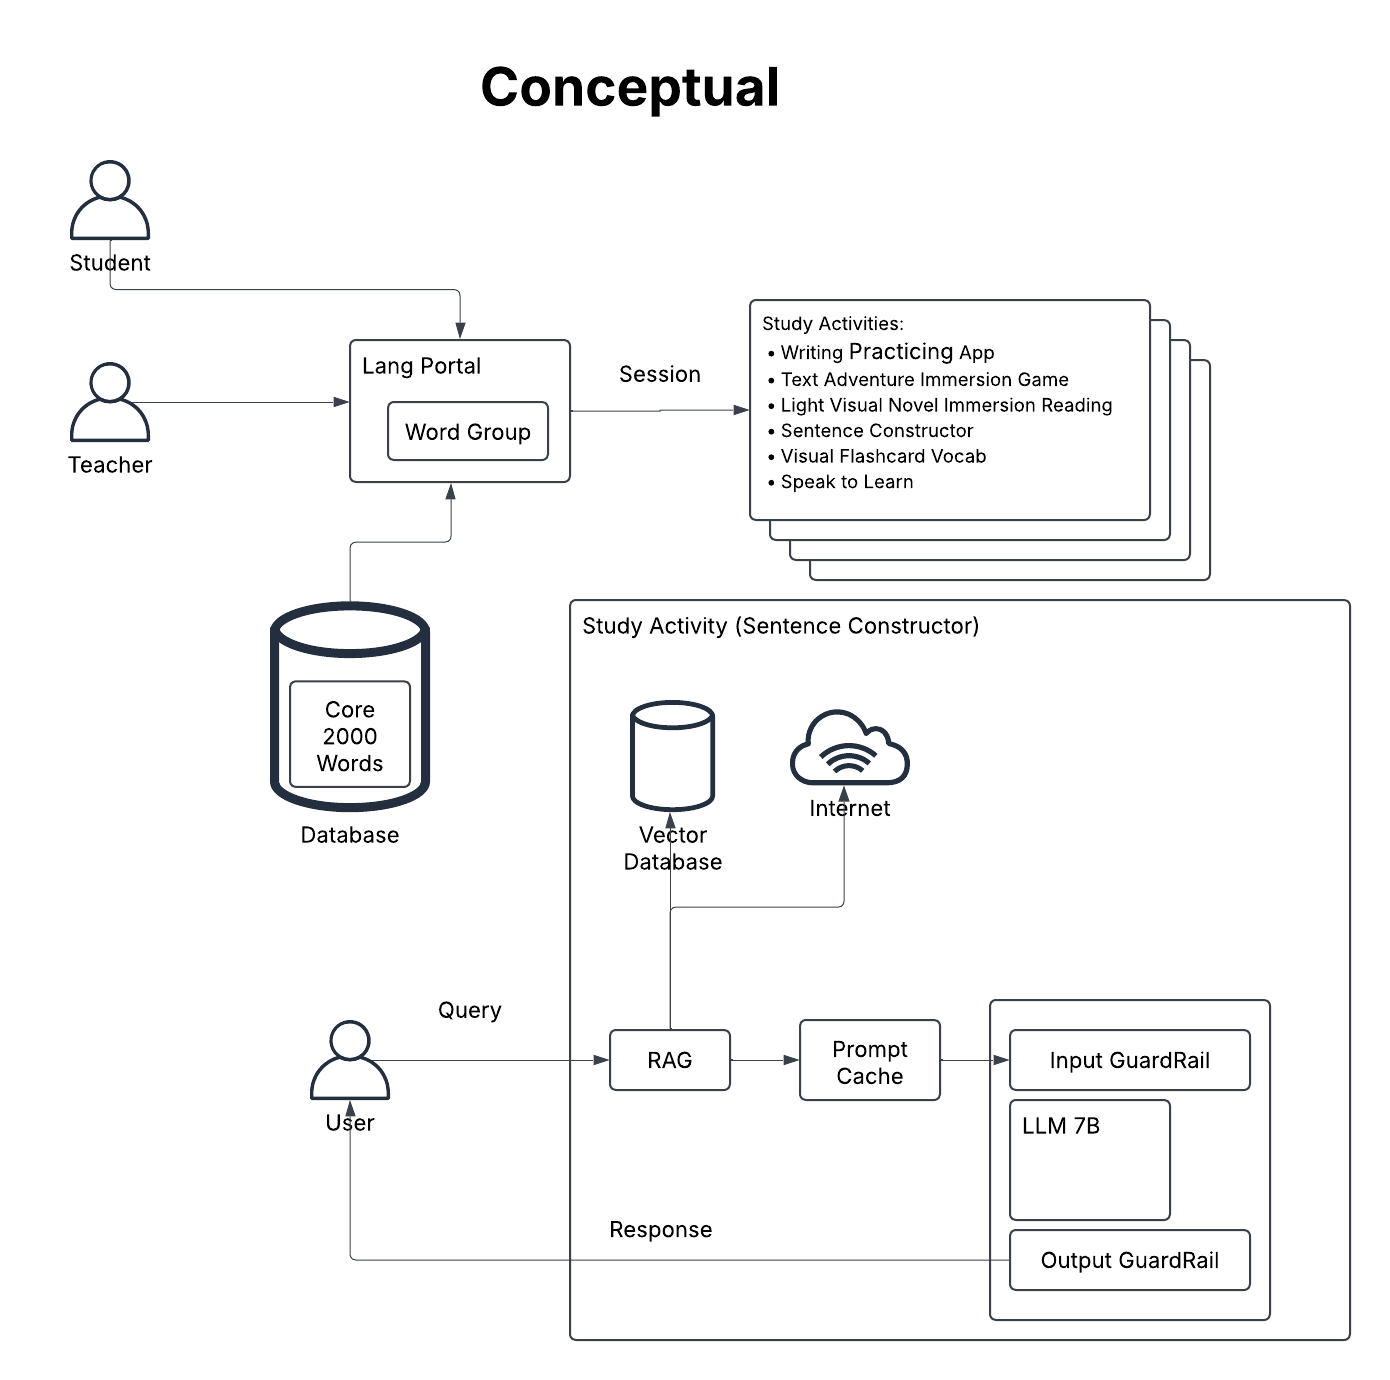 Conceptual
Student
Lang Portal
Word Group
Teacher
Session
Study Activities:
• Writing Practicing App
• Text Adventure Immersion Game
• Light Visual Novel Immersion Reading
• Sentence Constructor
• Visual Flashcard Vocab
• Speak to Learn
Core
2000
Words
Database
Study Activity (Sentence Constructor)
Vector
Database
Internet
Query
User
RAG
Prompt
Cache
Input GuardRail
LLM 7B
Output GuardRail
Response